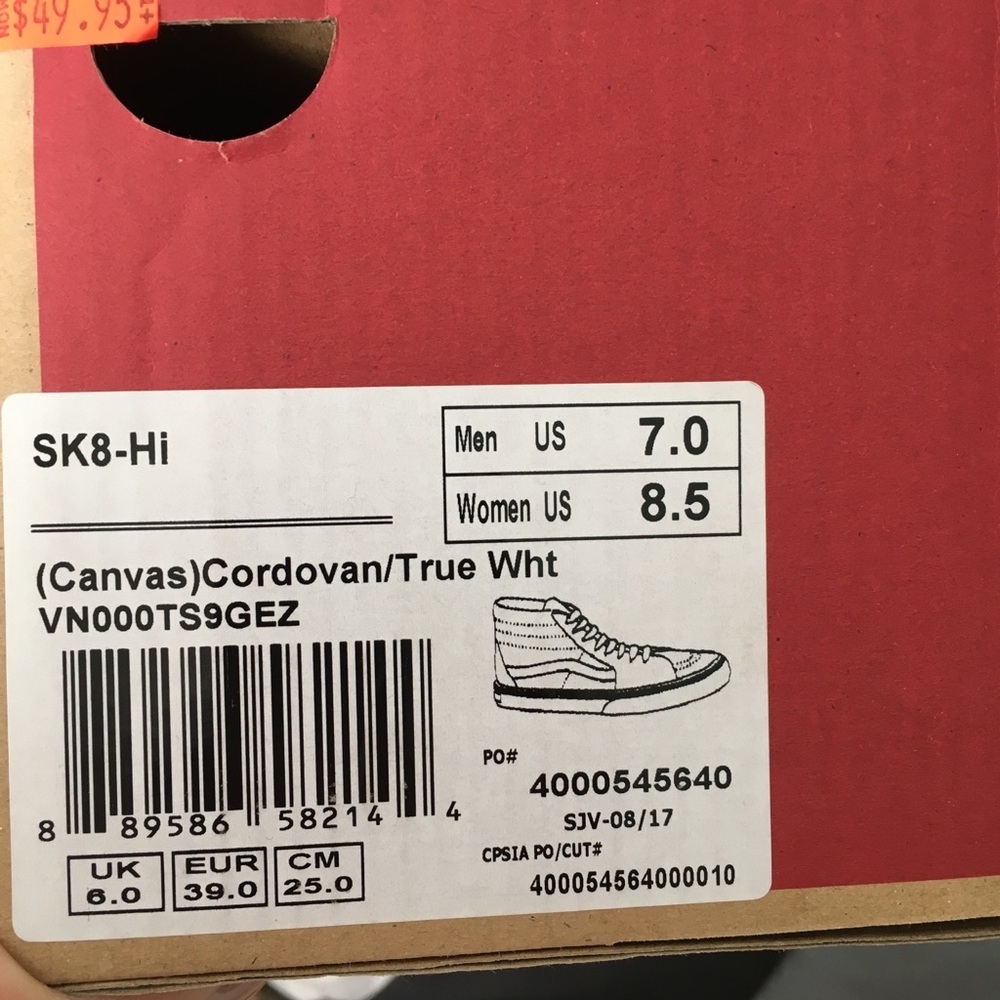 NOW $49.95
SK8-Hi
Men US 7.0
Women US 8.5
(Canvas)Cordovan/True Wht
VN000TS9GEZ
8 89586 58214 4
PO#
4000545640
SJV-08/17
CPSIA PO/CUT#
400054564000010
UK
6.0
EUR
39.0
CM
25.0